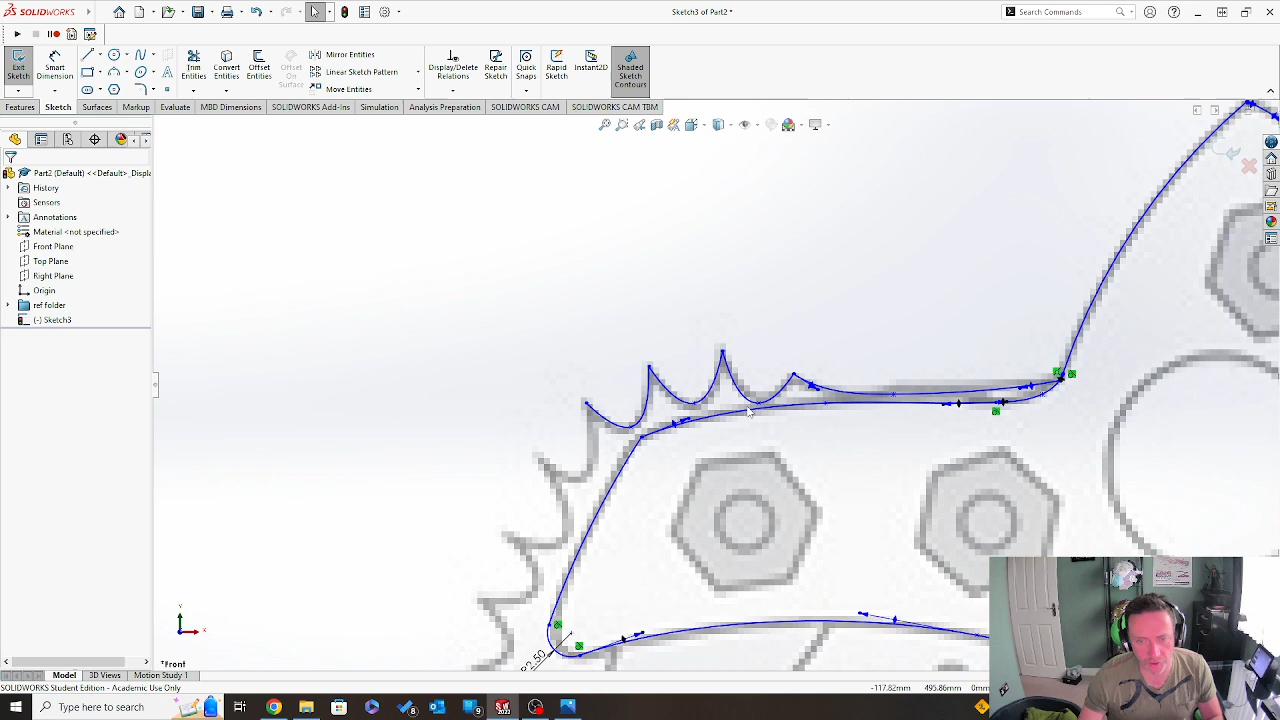 SOLIDWORKS
Sketch3 of Part2 *
Search Commands
Exit Sketch
Smart Dimension
Trim Entities
Convert Entities
Offset Entities
Offset On Surface
Mirror Entities
Linear Sketch Pattern
Move Entities
Display/Delete Relations
Repair Sketch
Quick Snaps
Rapid Sketch
Instant2D
Shaded Sketch Contours
Features Sketch Surfaces Markup Evaluate MBD Dimensions SOLIDWORKS Add-Ins Simulation Analysis Preparation SOLIDWORKS CAM SOLIDWORKS CAM TBM
Part2 (Default) <<Default>_Displa
History
Sensors
Annotations
Material <not specified>
Front Plane
Top Plane
Right Plane
Origin
ref folder
(-) Sketch3
Y
X
*Front
Model 3D Views Motion Study 1
SOLIDWORKS Student Edition - Academic Use Only
-117.82mm 495.86mm 0mm
Type here to search